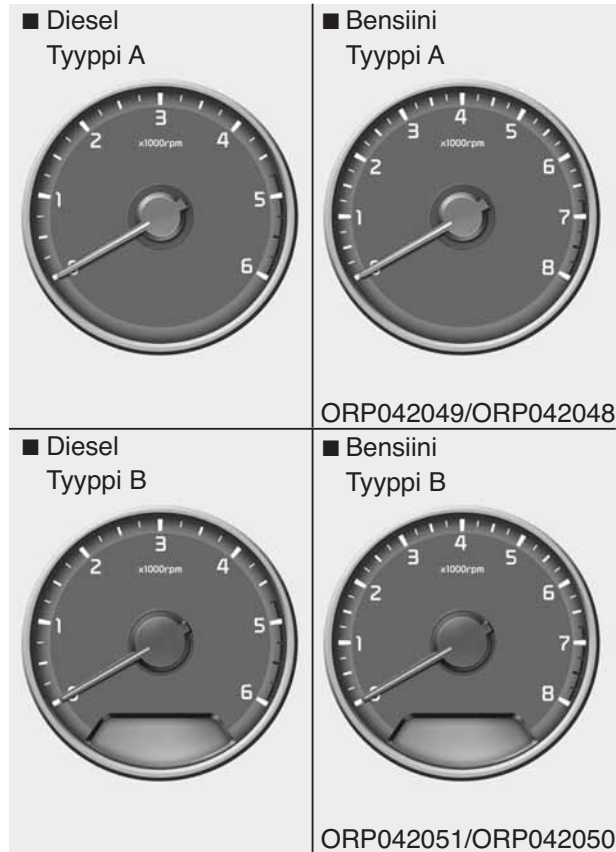 ■ Diesel
Tyyppi A
0
1
2
3
4
5
6
x1000rpm
■ Bensiini
Tyyppi A
0
1
2
3
4
5
6
7
8
x1000rpm
ORP042049/ORP042048
■ Diesel
Tyyppi B
0
1
2
3
4
5
6
x1000rpm
■ Bensiini
Tyyppi B
0
1
2
3
4
5
6
7
8
x1000rpm
ORP042051/ORP042050